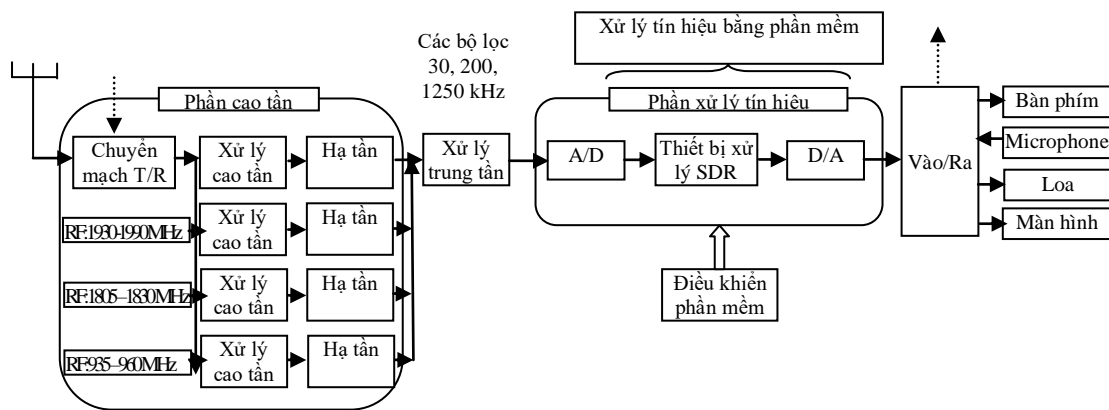 Các bộ lọc
30, 200,
1250 kHz
Xử lý tín hiệu bằng phần mềm
Phần cao tần
Phần xử lý tín hiệu
Chuyển
mạch T/R
Xử lý
cao tần
Hạ tần
Xử lý
trung tần
A/D
Thiết bị xử
lý SDR
D/A
Vào/Ra
Bàn phím
Microphone
Loa
Màn hình
RF:1930-1990MHz
Xử lý
cao tần
Hạ tần
RF:1805–1830MHz
Xử lý
cao tần
Hạ tần
Điều khiển
phần mềm
RF:935–960MHz
Xử lý
cao tần
Hạ tần